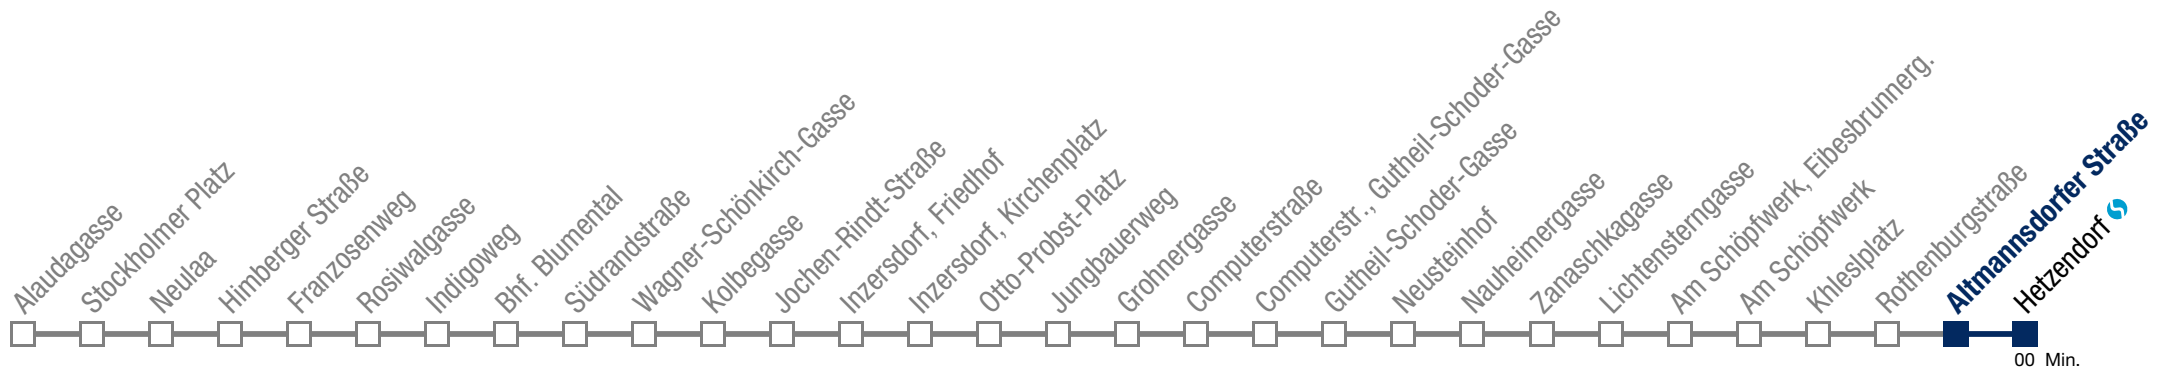 Alaudagasse
Stockholmer Platz
Neulaa
Himberger Straße
Franzosenweg
Rosiwalgasse
Indigoweg
Bhf. Blumental
Südrandstraße
Wagner-Schönkirch-Gasse
Kolbegasse
Jochen-Rindt-Straße
Inzersdorf, Friedhof
Inzersdorf, Kirchenplatz
Otto-Probst-Platz
Jungbauerweg
Grohnergasse
Computerstraße
Computerstr., Gutheil-Schoder-Gasse
Gutheil-Schoder-Gasse
Neusteinhof
Nauheimergasse
Zanaschkagasse
Lichtensterngasse
Am Schöpfwerk, Eibesbrunnerg.
Am Schöpfwerk
Khleslplatz
Rothenburgstraße
Altmannsdorfer Straße
Hetzendorf
00 Min.